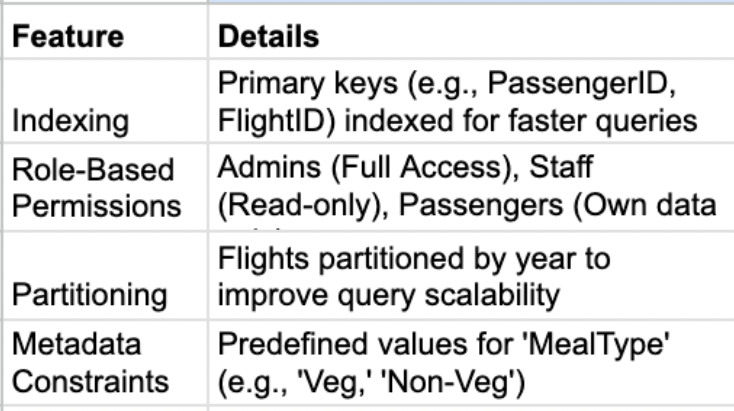 Feature
Details
Indexing
Primary keys (e.g., PassengerID,
FlightID) indexed for faster queries
Role-Based
Permissions
Admins (Full Access), Staff
(Read-only), Passengers (Own data
Partitioning
Flights partitioned by year to
improve query scalability
Metadata
Constraints
Predefined values for 'MealType'
(e.g., 'Veg,' 'Non-Veg')